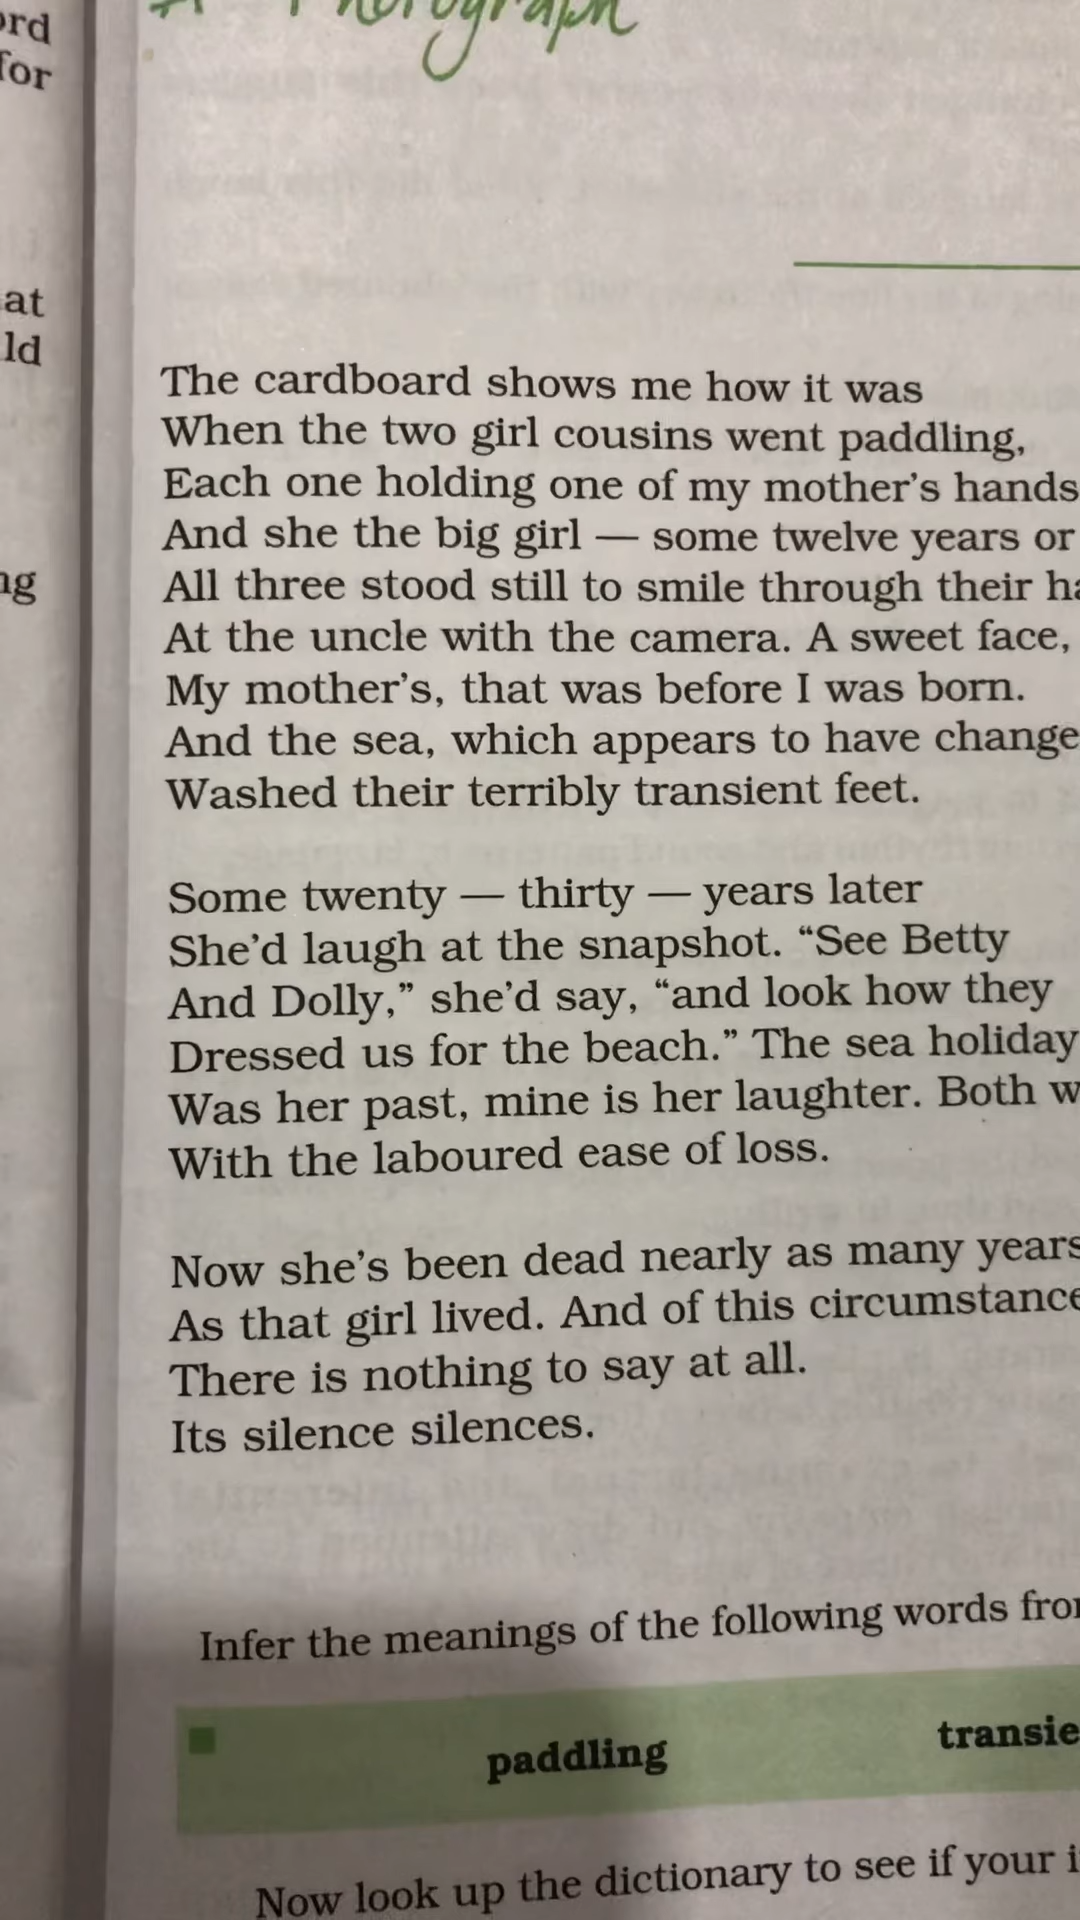 ord
for
at
ld
ng
A Photograph
The cardboard shows me how it was
When the two girl cousins went paddling,
Each one holding one of my mother's hands
And she the big girl — some twelve years or
All three stood still to smile through their
At the uncle with the camera. A sweet face,
My mother's, that was before I was born.
And the sea, which appears to have change
Washed their terribly transient feet.
Some twenty — thirty — years later
She'd laugh at the snapshot. “See Betty
And Dolly,” she'd say, “and look how they
Dressed us for the beach.” The sea holiday
Was her past, mine is her laughter. Both w
With the laboured ease of loss.
Now she's been dead nearly as many years
As that girl lived. And of this circumstance
There is nothing to say at all.
Its silence silences.
Infer the meanings of the following words from
paddling transie
Now look up the dictionary to see if your i